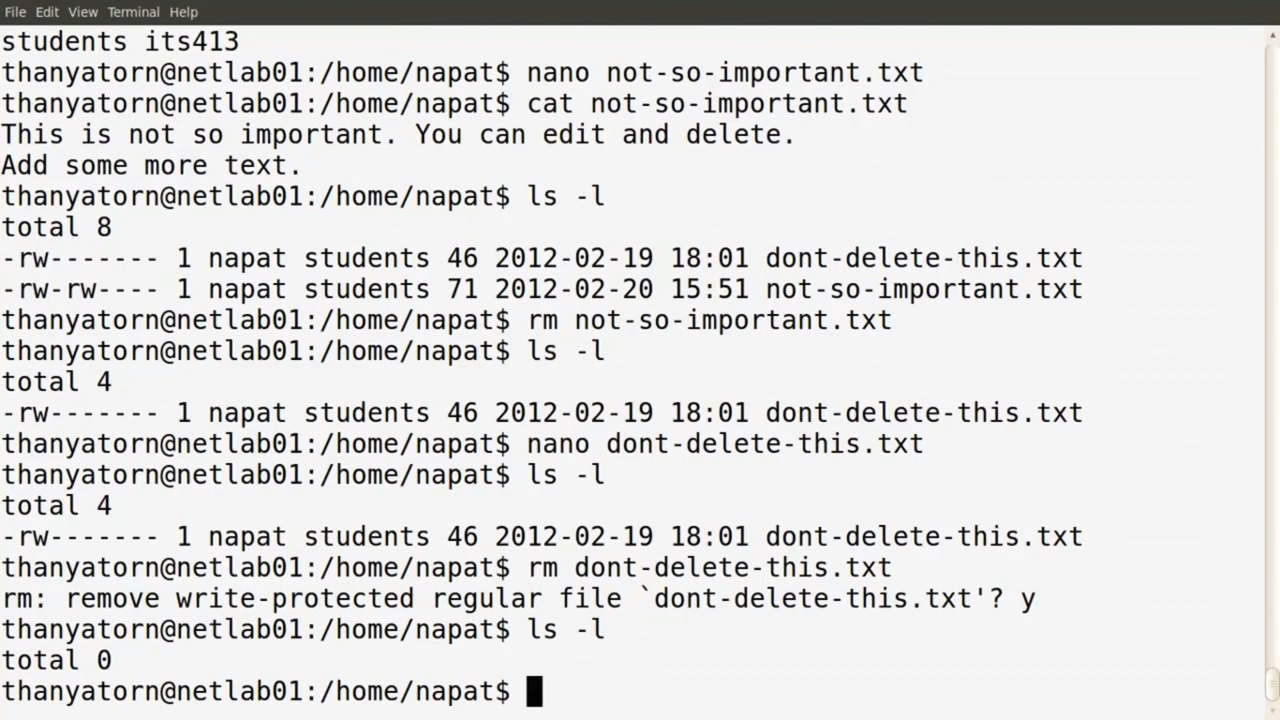 File Edit View Terminal Help
students its413
thanyatorn@netlab01:/home/napat$ nano not-so-important.txt
thanyatorn@netlab01:/home/napat$ cat not-so-important.txt
This is not so important. You can edit and delete.
Add some more text.
thanyatorn@netlab01:/home/napat$ ls -l
total 8
-rw------- 1 napat students 46 2012-02-19 18:01 dont-delete-this.txt
-rw-rw---- 1 napat students 71 2012-02-20 15:51 not-so-important.txt
thanyatorn@netlab01:/home/napat$ rm not-so-important.txt
thanyatorn@netlab01:/home/napat$ ls -l
total 4
-rw------- 1 napat students 46 2012-02-19 18:01 dont-delete-this.txt
thanyatorn@netlab01:/home/napat$ nano dont-delete-this.txt
thanyatorn@netlab01:/home/napat$ ls -l
total 4
-rw------- 1 napat students 46 2012-02-19 18:01 dont-delete-this.txt
thanyatorn@netlab01:/home/napat$ rm dont-delete-this.txt
rm: remove write-protected regular file `dont-delete-this.txt'? y
thanyatorn@netlab01:/home/napat$ ls -l
total 0
thanyatorn@netlab01:/home/napat$